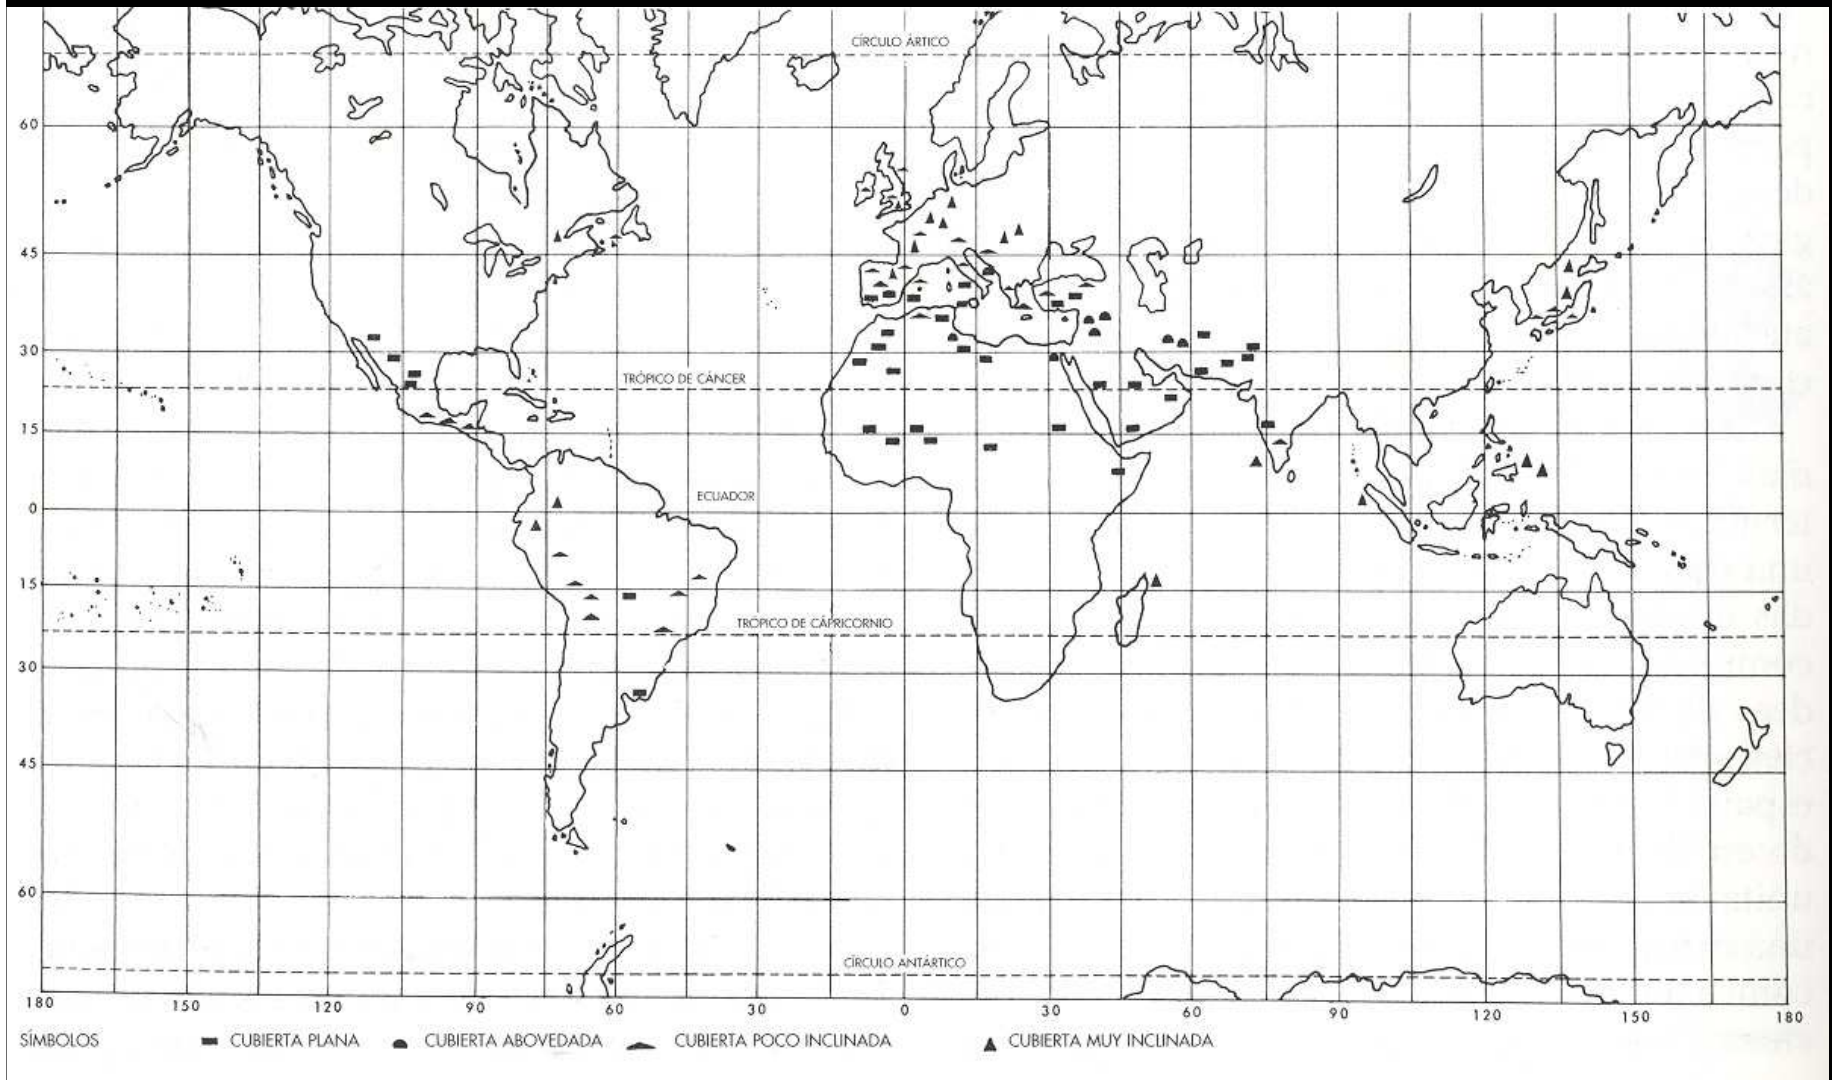 CÍRCULO ÁRTICO
60
45
30
TRÓPICO DE CÁNCER
15
ECUADOR
0
15
TRÓPICO DE CÁPRICORNIO
30
45
60
CÍRCULO ANTÁRTICO
180 150 120 90 60 30 0 30 60 90 120 150 180
SÍMBOLOS CUBIERTA PLANA CUBIERTA ABOVEDADA CUBIERTA POCO INCLINADA CUBIERTA MUY INCLINADA